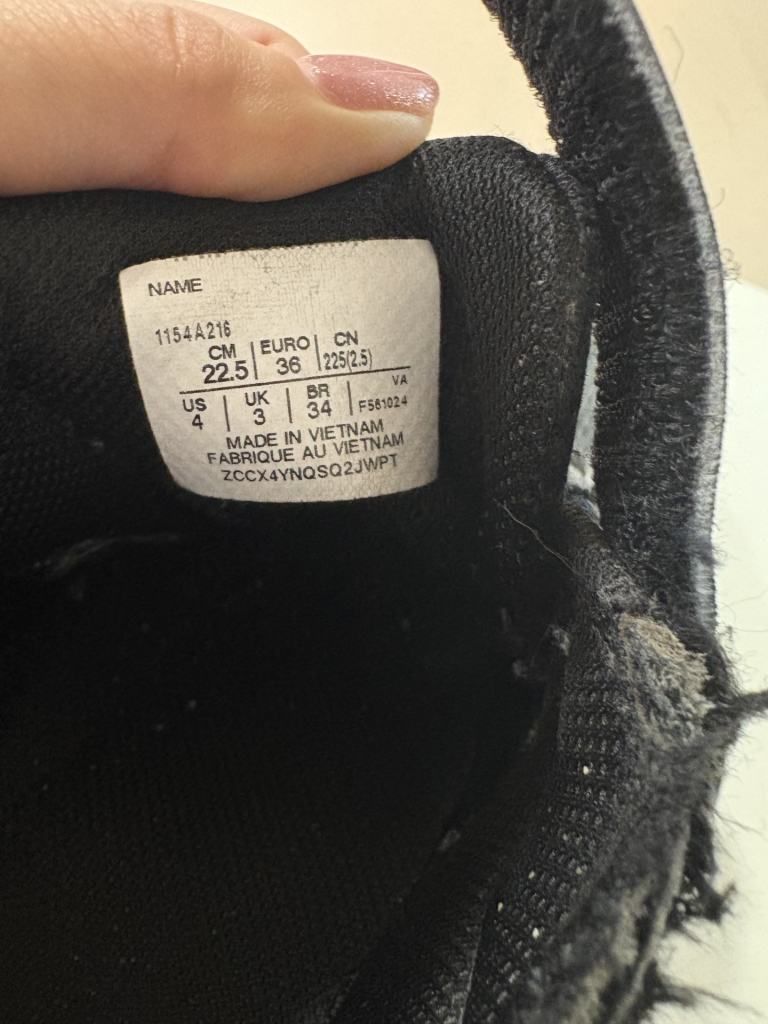 NAME
1154A216
CM 22.5 | EURO 36 | CN 225(2.5)
US 4 | UK 3 | BR 34 | VA F561024
MADE IN VIETNAM
FABRIQUE AU VIETNAM
ZCCX4YNQSQ2JWPT